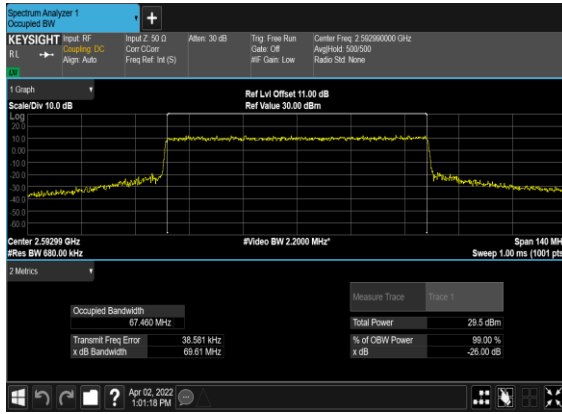 Spectrum Analyzer 1
Occupied BW
KEYSIGHT
RL
Input: RF
Coupling: DC
Align: Auto
Input Z: 50 Ω
Corr CCorr
Freq Ref: Int (S)
Atten: 30 dB
Trig: Free Run
Gate: Off
#IF Gain: Low
Center Freq: 2.592990000 GHz
Avg|Hold: 500/500
Radio Std: None
1 Graph
Scale/Div 10.0 dB
Ref Lvl Offset 11.00 dB
Ref Value 30.00 dBm
Log
20.0
10.0
0.00
-10.0
-20.0
-30.0
-40.0
-50.0
-60.0
Center 2.59299 GHz
#Res BW 680.00 kHz
#Video BW 2.2000 MHz*
Span 140 MH
Sweep 1.00 ms (1001 pts
2 Metrics
Measure Trace
Trace 1
Occupied Bandwidth
67.460 MHz
Total Power
29.5 dBm
Transmit Freq Error
38.581 kHz
% of OBW Power
99.00 %
x dB Bandwidth
69.61 MHz
x dB
-26.00 dB
?
Apr 02, 2022
1:01:18 PM